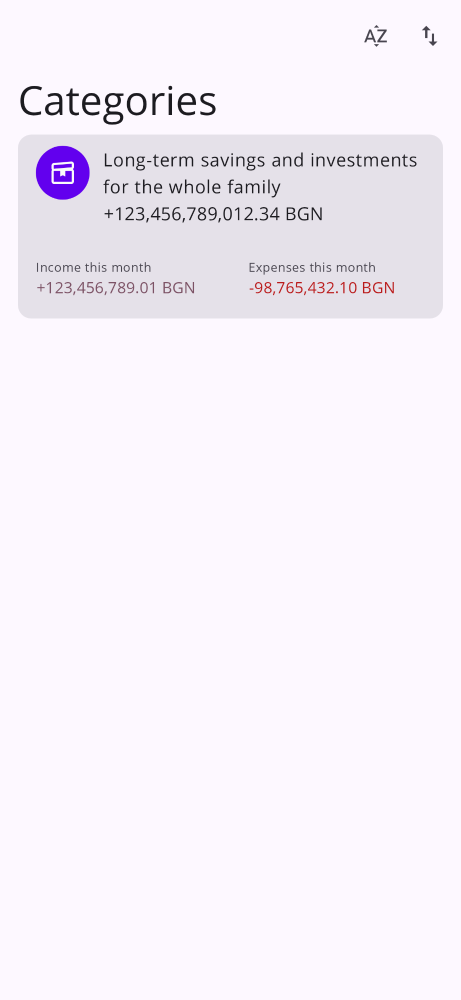 AZ
Categories
Long-term savings and investments
for the whole family
+123,456,789,012.34 BGN
Income this month
Expenses this month
+123,456,789.01 BGN
-98,765,432.10 BGN